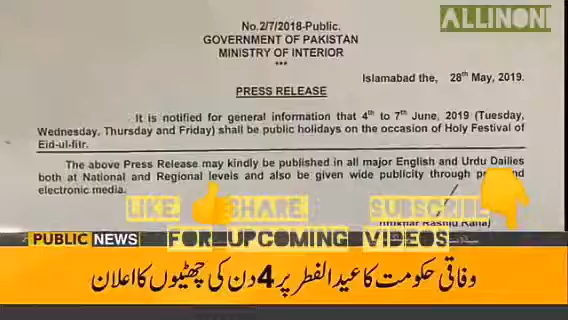 ALLINON
No.2/7/2018-Public.
GOVERNMENT OF PAKISTAN
MINISTRY OF INTERIOR
***
Islamabad the, 28th May, 2019.
PRESS RELEASE
It is notified for general information that 4th to 7th June, 2019 (Tuesday,
Wednesday, Thursday and Friday) shall be public holidays on the occasion of Holy Festival of
Eid-ul-fitr.
The above Press Release may kindly be published in all major English and Urdu Dailies
both at National and Regional levels and also be given wide publicity through and
electronic media.
LIKE SHARE SUBSCRIBE
FOR UPCOMING VIDEOS
PUBLIC NEWS
وفاقی حکومت کا عید الفطر پر 4 دن کی چھٹیوں کا اعلان